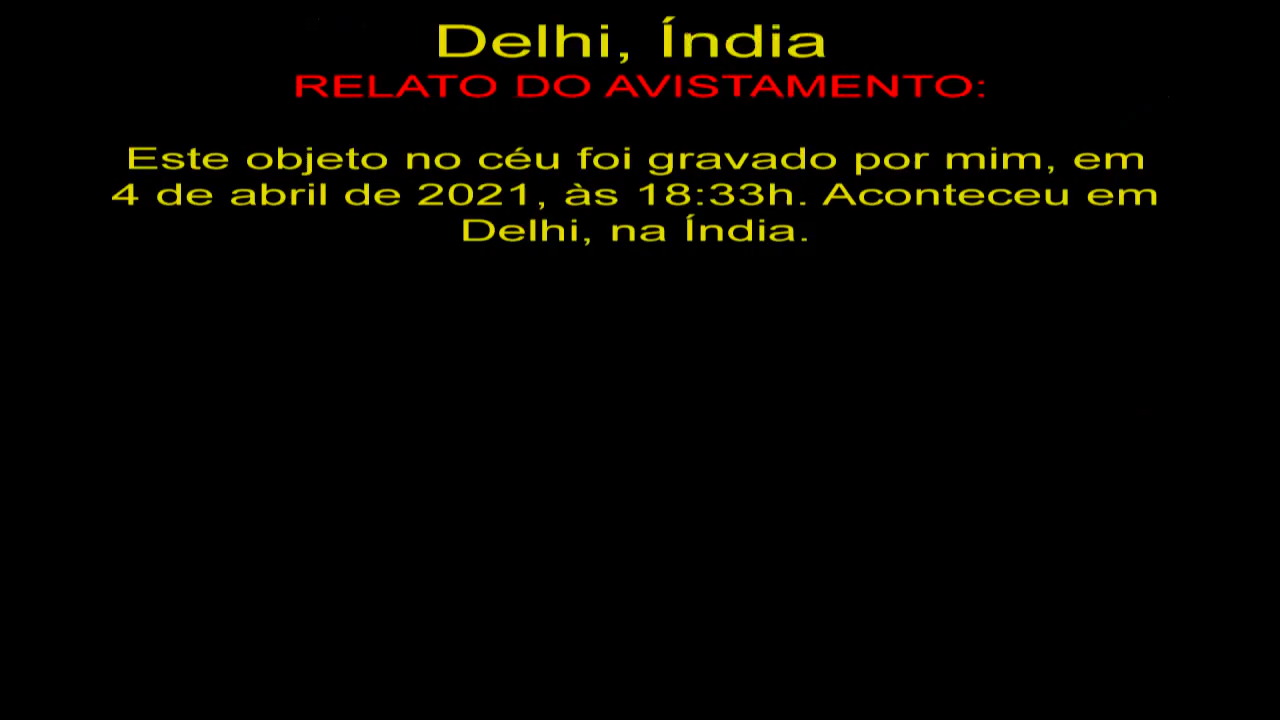 Delhi, Índia
RELATO DO AVISTAMENTO:
Este objeto no céu foi gravado por mim, em
4 de abril de 2021, às 18:33h. Aconteceu em
Delhi, na Índia.